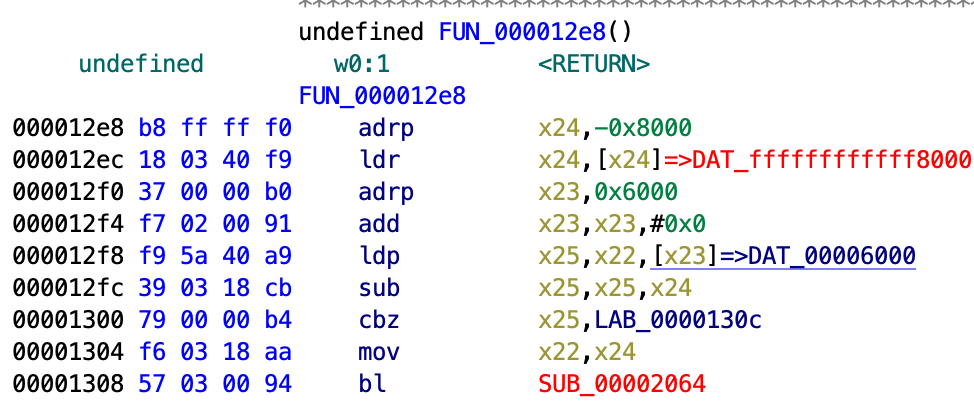 undefined FUN_000012e8()
undefined w0:1 <RETURN>
FUN_000012e8
000012e8 b8 ff ff f0 adrp x24,-0x8000
000012ec 18 03 40 f9 ldr x24,[x24]=>DAT_ffffffffffff8000
000012f0 37 00 00 b0 adrp x23,0x6000
000012f4 f7 02 00 91 add x23,x23,#0x0
000012f8 f9 5a 40 a9 ldp x25,x22,[x23]=>DAT_00006000
000012fc 39 03 18 cb sub x25,x25,x24
00001300 79 00 00 b4 cbz x25,LAB_0000130c
00001304 f6 03 18 aa mov x22,x24
00001308 57 03 00 94 bl SUB_00002064